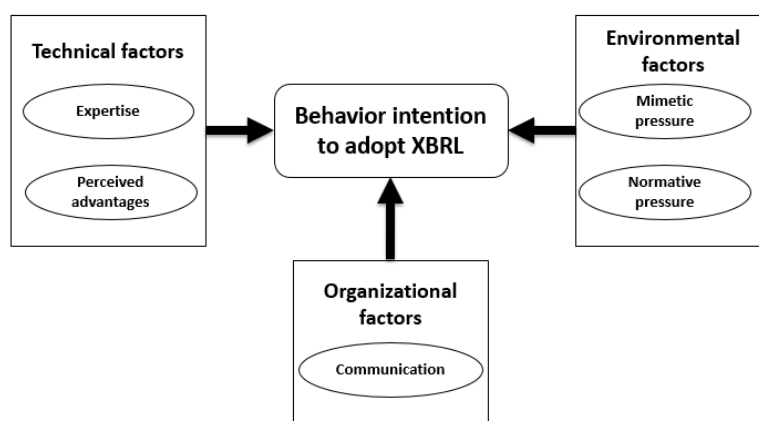 Technical factors
Expertise
Perceived
advantages
Behavior intention
to adopt XBRL
Environmental
factors
Mimetic
pressure
Normative
pressure
Organizational
factors
Communication